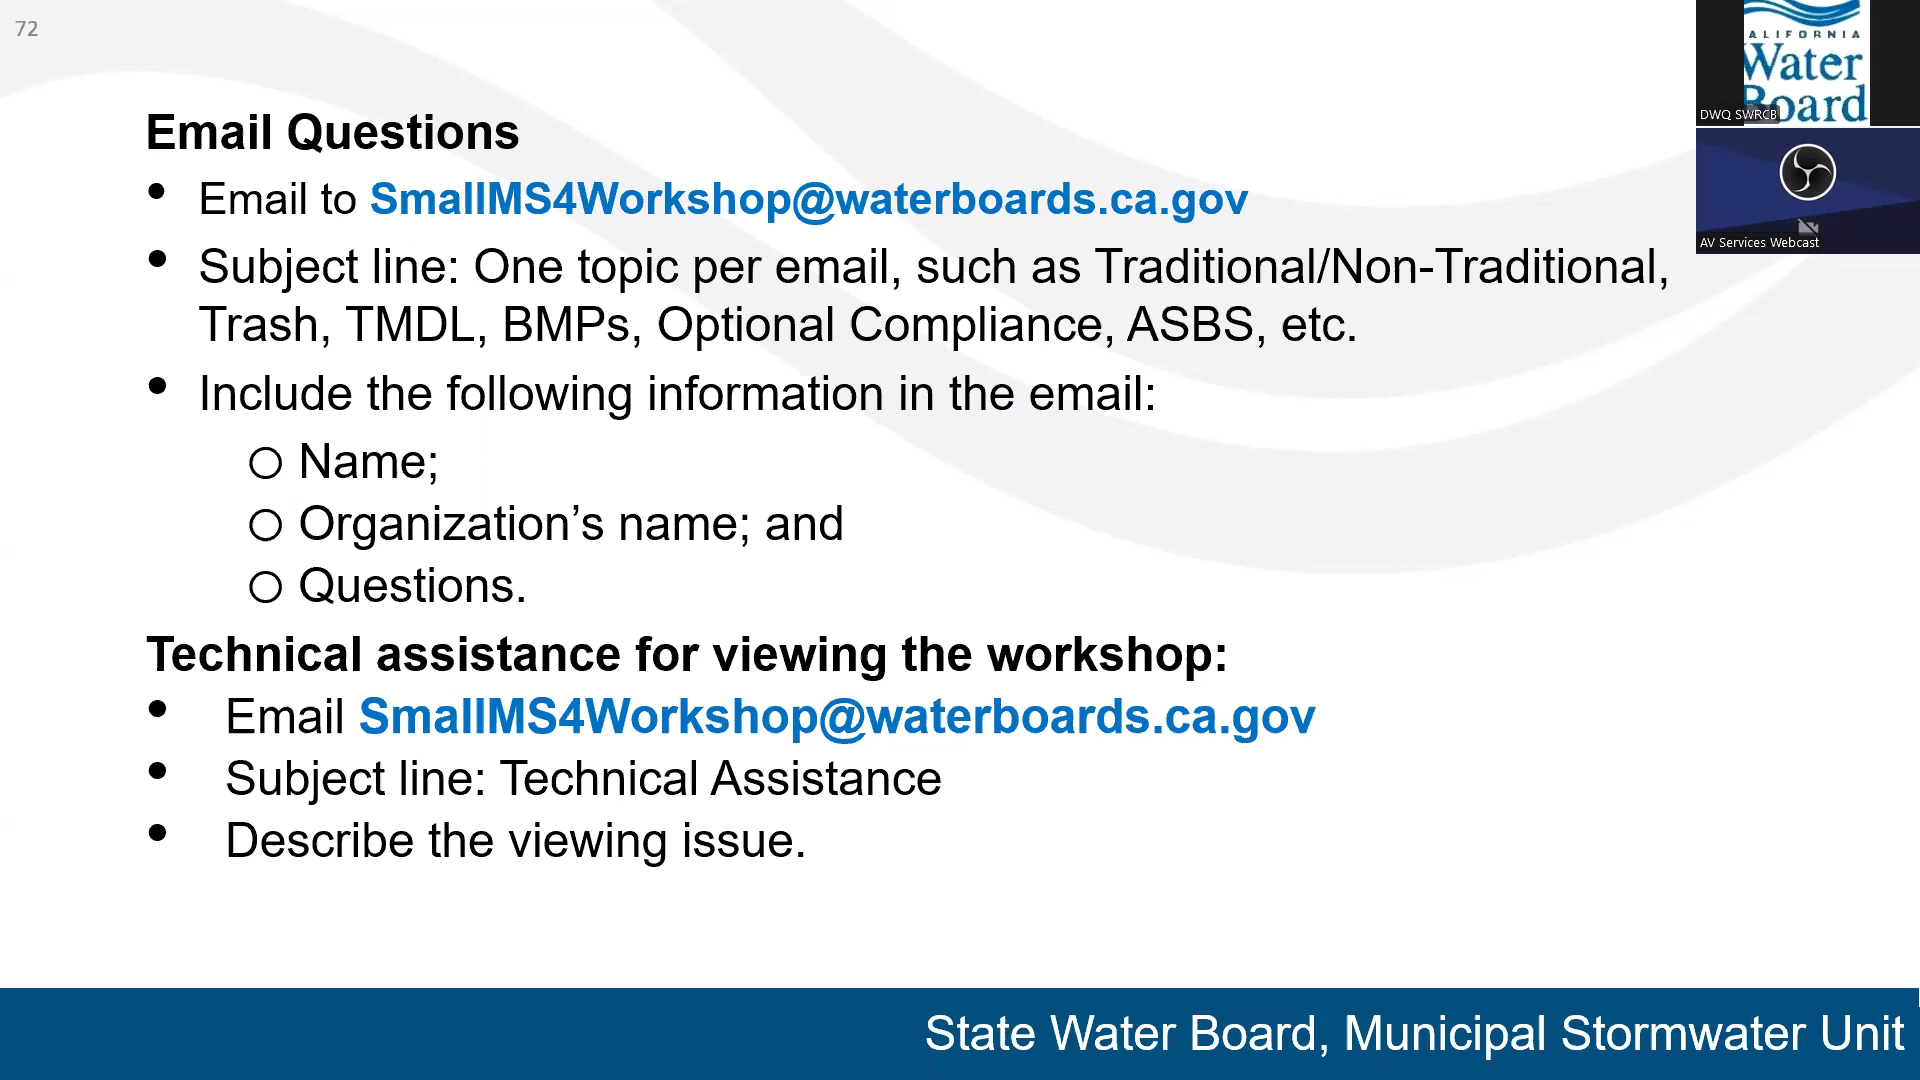 72
Email Questions
• Email to SmallMS4Workshop@waterboards.ca.gov
• Subject line: One topic per email, such as Traditional/Non-Traditional,
Trash, TMDL, BMPs, Optional Compliance, ASBS, etc.
• Include the following information in the email:
○ Name;
○ Organization’s name; and
○ Questions.
Technical assistance for viewing the workshop:
• Email SmallMS4Workshop@waterboards.ca.gov
• Subject line: Technical Assistance
• Describe the viewing issue.
State Water Board, Municipal Stormwater Unit
ALIFORNIA
Water
Board
DWQ SWRCB
AV Services Webcast